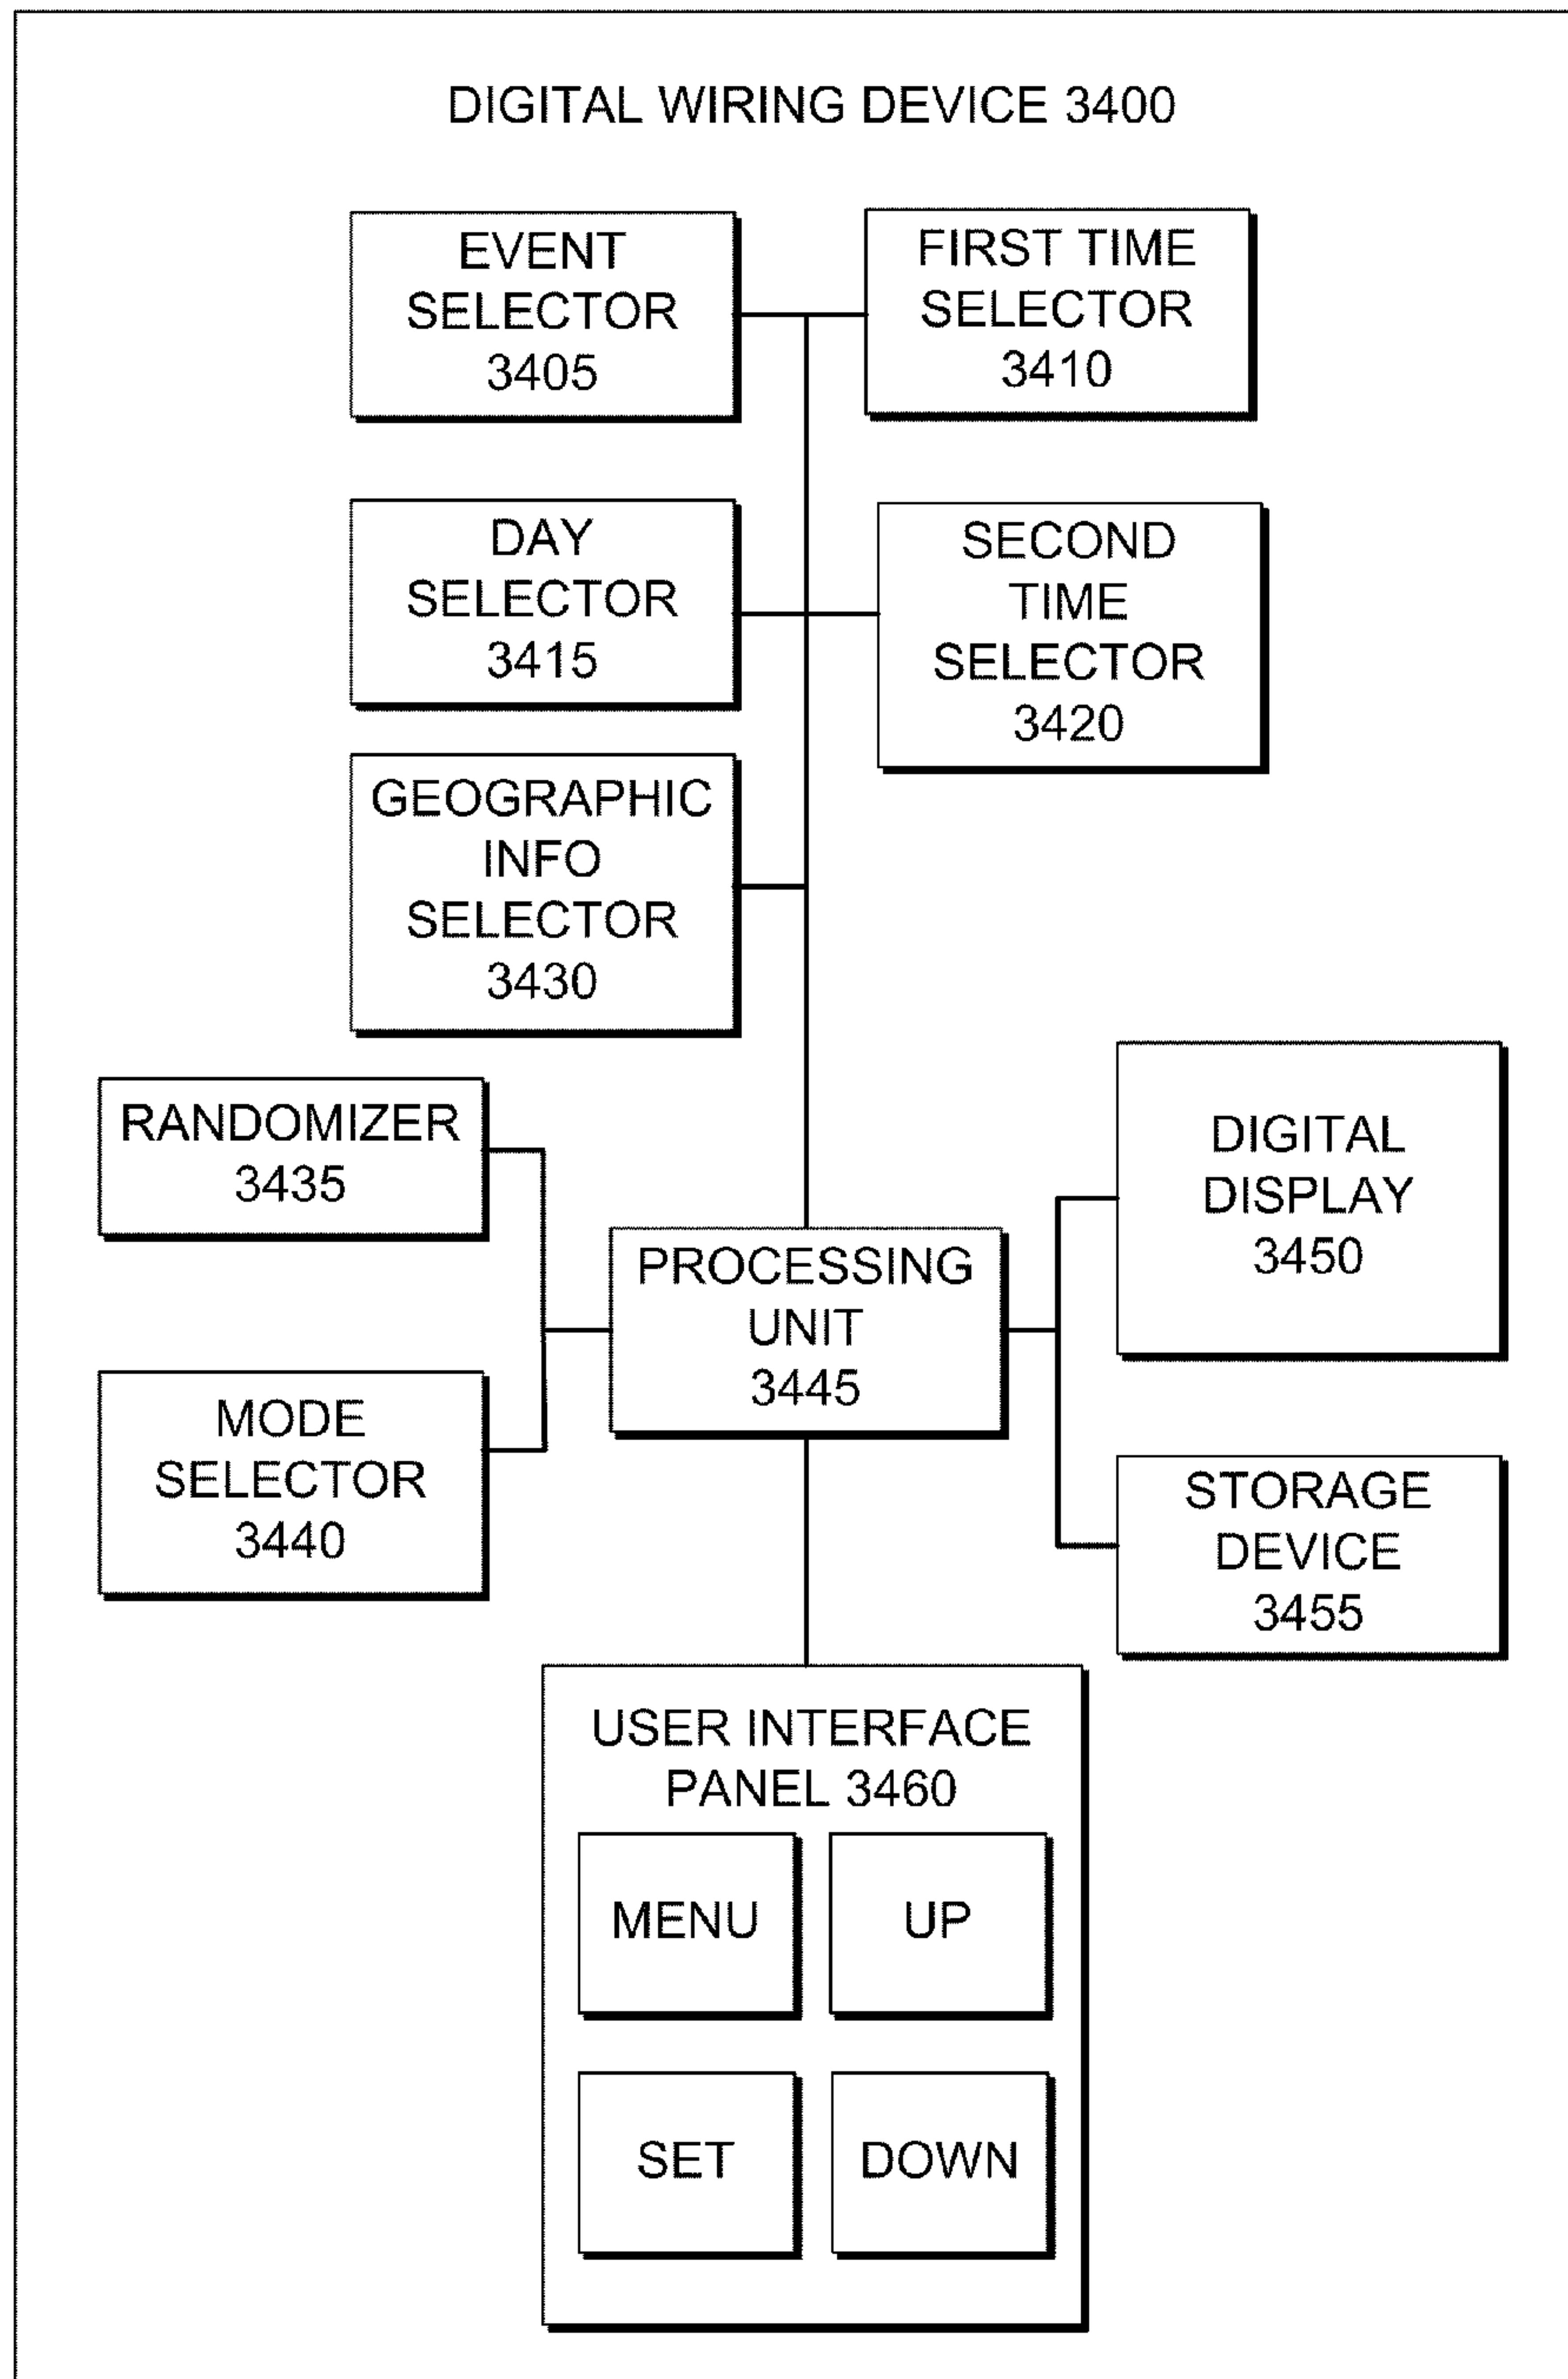 DIGITAL WIRING DEVICE 3400
EVENT
SELECTOR
3405
FIRST TIME
SELECTOR
3410
DAY
SELECTOR
3415
SECOND
TIME
SELECTOR
3420
GEOGRAPHIC
INFO
SELECTOR
3430
RANDOMIZER
3435
MODE
SELECTOR
3440
PROCESSING
UNIT
3445
DIGITAL
DISPLAY
3450
STORAGE
DEVICE
3455
USER INTERFACE
PANEL 3460
MENU
UP
SET
DOWN